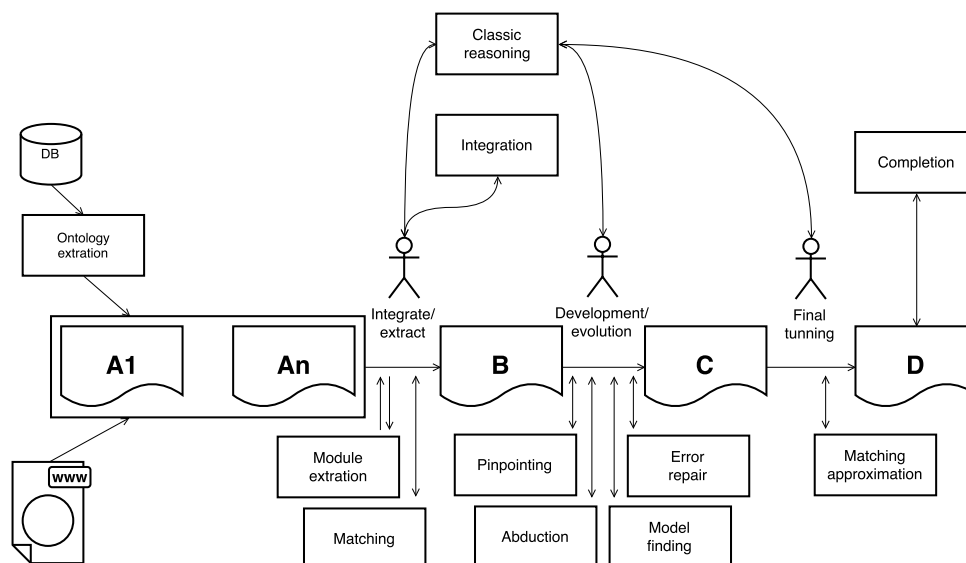 Classic
reasoning
Integration
DB
Completion
Ontology
extration
Integrate/
extract
Development/
evolution
Final
tunning
A1
An
B
C
D
Module
extration
Pinpointing
Error
repair
Matching
approximation
www
Matching
Abduction
Model
finding